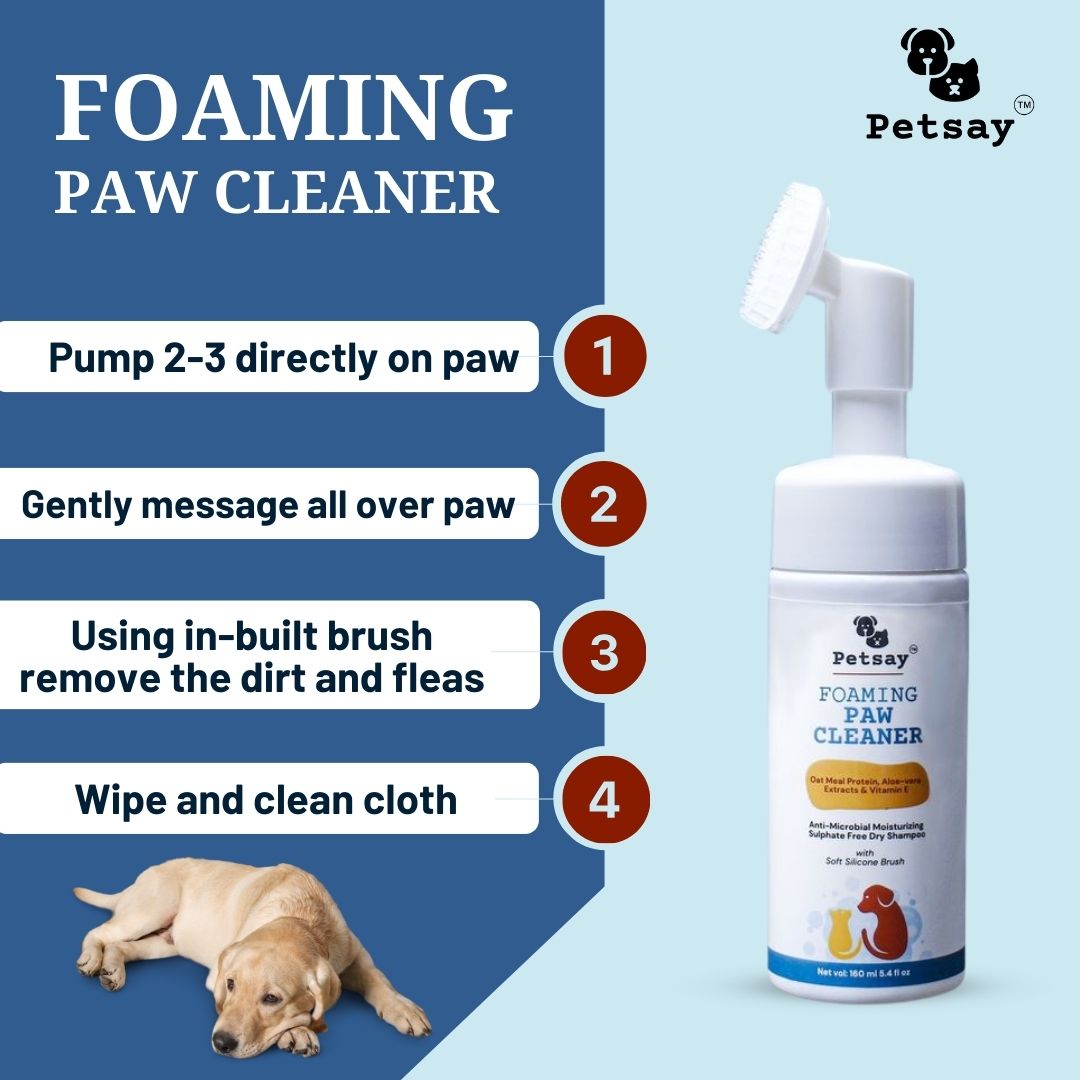 FOAMING
PAW CLEANER
Petsay
TM
Pump 2-3 directly on paw
1
Gently message all over paw
2
Using in-built brush
remove the dirt and fleas
3
Wipe and clean cloth
4
Petsay
TM
FOAMING
PAW
CLEANER
Oat Meal Protein, Aloe-vera
Extracts & Vitamin E
Anti-Microbial Moisturizing
Sulphate Free Dry Shampoo
with
Soft Silicone Brush
Net vol: 160 ml 5.4 fl oz